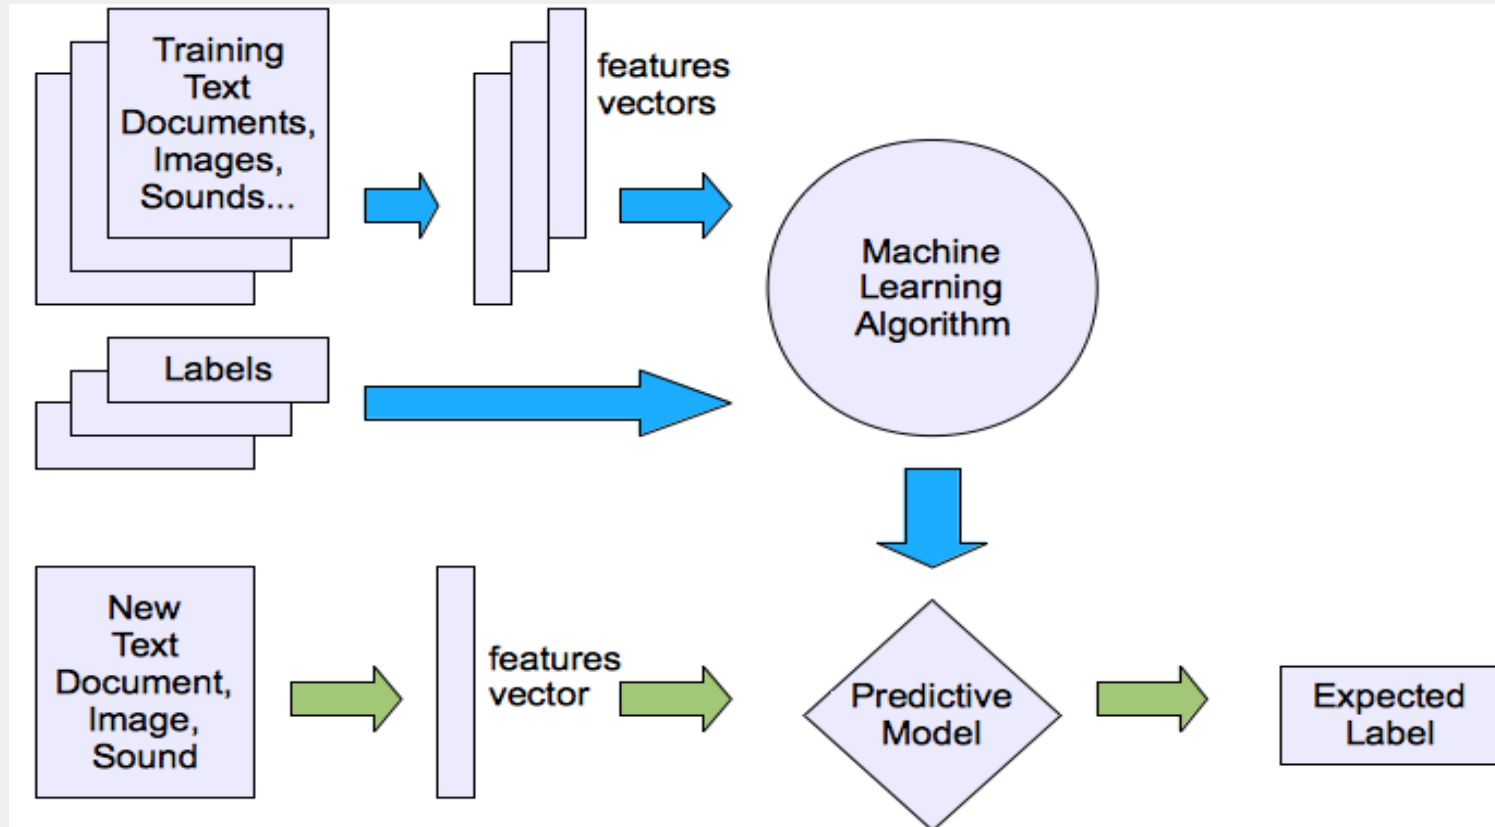 Training
Text
Documents,
Images,
Sounds...
features
vectors
Machine
Learning
Algorithm
Labels
New
Text
Document,
Image,
Sound
features
vector
Predictive
Model
Expected
Label